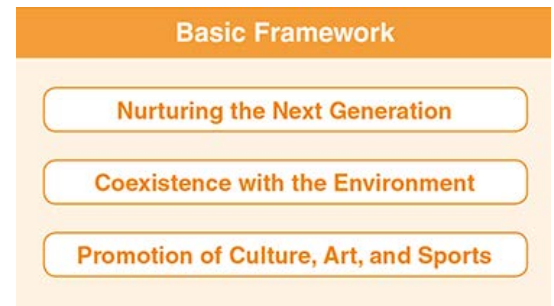 Basic Framework
Nurturing the Next Generation
Coexistence with the Environment
Promotion of Culture, Art, and Sports